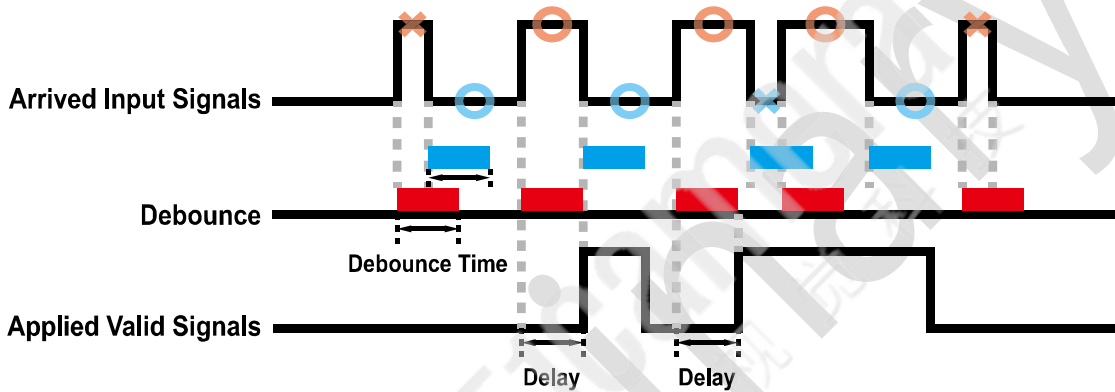 Arrived Input Signals
Debounce
Debounce Time
Applied Valid Signals
Delay
Delay